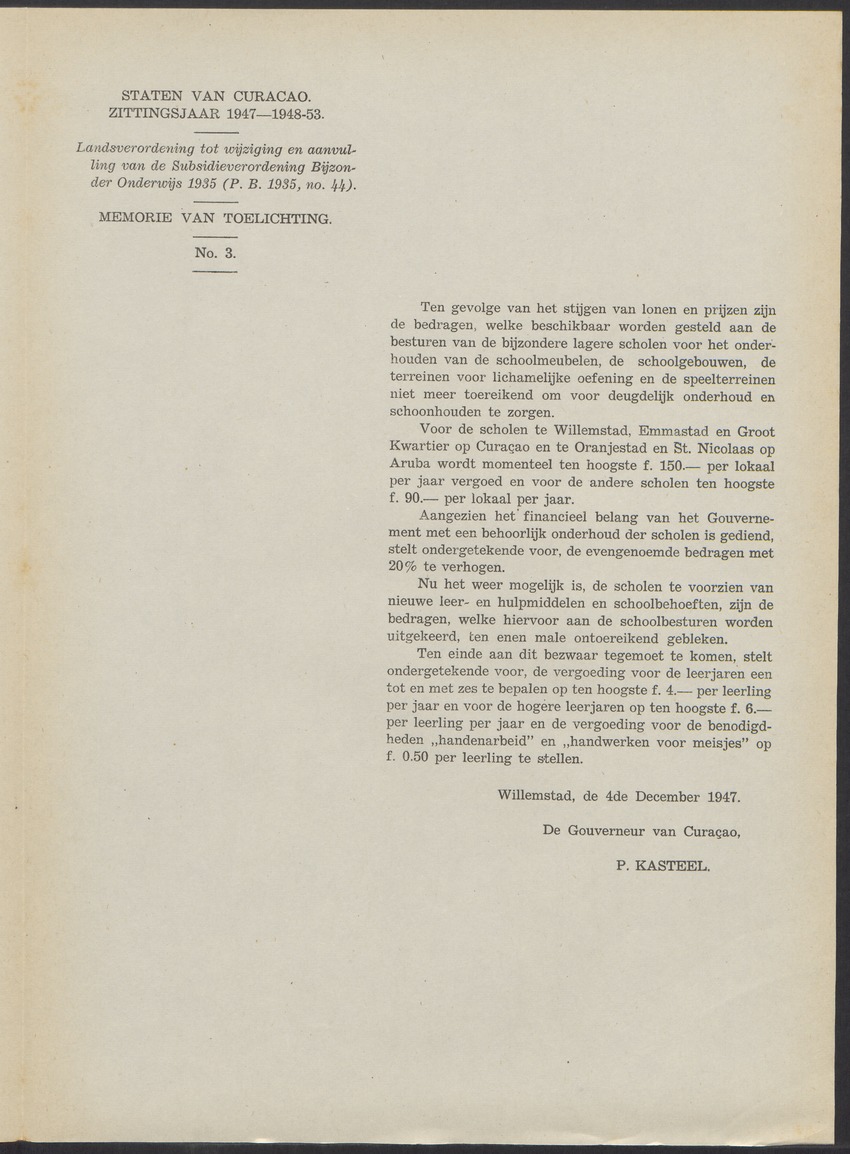 STATEN VAN CURACAO.
ZITTINGSJAAR 1947—1948-53.
Landsverordening tot wijziging en aanvul-
ling van de Subsidieverordening Bijzon-
der Onderwijs 1935 (P. B. 1935, no. 44).
MEMORIE VAN TOELICHTING.
No. 3.
Ten gevolge van het stijgen van lonen en prijzen zijn
de bedragen, welke beschikbaar worden gesteld aan de
besturen van de bijzondere lagere scholen voor het onder-
houden van de schoolmeubelen, de schoolgebouwen, de
terreinen voor lichamelijke oefening en de speelterreinen
niet meer toereikend om voor deugdelijk onderhoud en
schoonhouden te zorgen.
Voor de scholen te Willemstad, Emmastad en Groot
Kwartier op Curaçao en te Oranjestad en St. Nicolaas op
Aruba wordt momenteel ten hoogste f. 150.— per lokaal
per jaar vergoed en voor de andere scholen ten hoogste
f. 90.— per lokaal per jaar.
Aangezien het financieel belang van het Gouverne-
ment met een behoorlijk onderhoud der scholen is gediend,
stelt ondergetekende voor, de evengenoemde bedragen met
20% te verhogen.
Nu het weer mogelijk is, de scholen te voorzien van
nieuwe leer- en hulpmiddelen en schoolbehoeften, zijn de
bedragen, welke hiervoor aan de schoolbesturen worden
uitgekeerd, ten enen male ontoereikend gebleken.
Ten einde aan dit bezwaar tegemoet te komen, stelt
ondergetekende voor, de vergoeding voor de leerjaren een
tot en met zes te bepalen op ten hoogste f. 4.— per leerling
per jaar en voor de hogere leerjaren op ten hoogste f. 6.—
per leerling per jaar en de vergoeding voor de benodigd-
heden „handenarbeid” en „handwerken voor meisjes” op
f. 0.50 per leerling te stellen.
Willemstad, de 4de December 1947.
De Gouverneur van Curaçao,
P. KASTEEL.